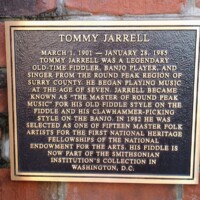 TOMMY JARRELL
MARCH 1, 1901 — JANUARY 28, 1985
TOMMY JARRELL WAS A LEGENDARY
OLD-TIME FIDDLER, BANJO PLAYER, AND
SINGER FROM THE ROUND PEAK REGION OF
SURRY COUNTY. HE BEGAN PLAYING MUSIC
AT THE AGE OF SEVEN. JARRELL BECAME
KNOWN AS "THE MASTER OF ROUND PEAK
MUSIC" FOR HIS OLD-FIDDLE STYLE ON THE
FIDDLE AND HIS CLAWHAMMER-PICKING
STYLE ON THE BANJO. IN 1982 HE WAS
SELECTED AS ONE OF FIFTEEN MASTER FOLK
ARTISTS FOR THE FIRST NATIONAL HERITAGE
FELLOWSHIPS OF THE NATIONAL
ENDOWMENT FOR THE ARTS. HIS FIDDLE IS
NOW PART OF THE SMITHSONIAN
INSTITUTION'S COLLECTION IN
WASHINGTON, D.C.